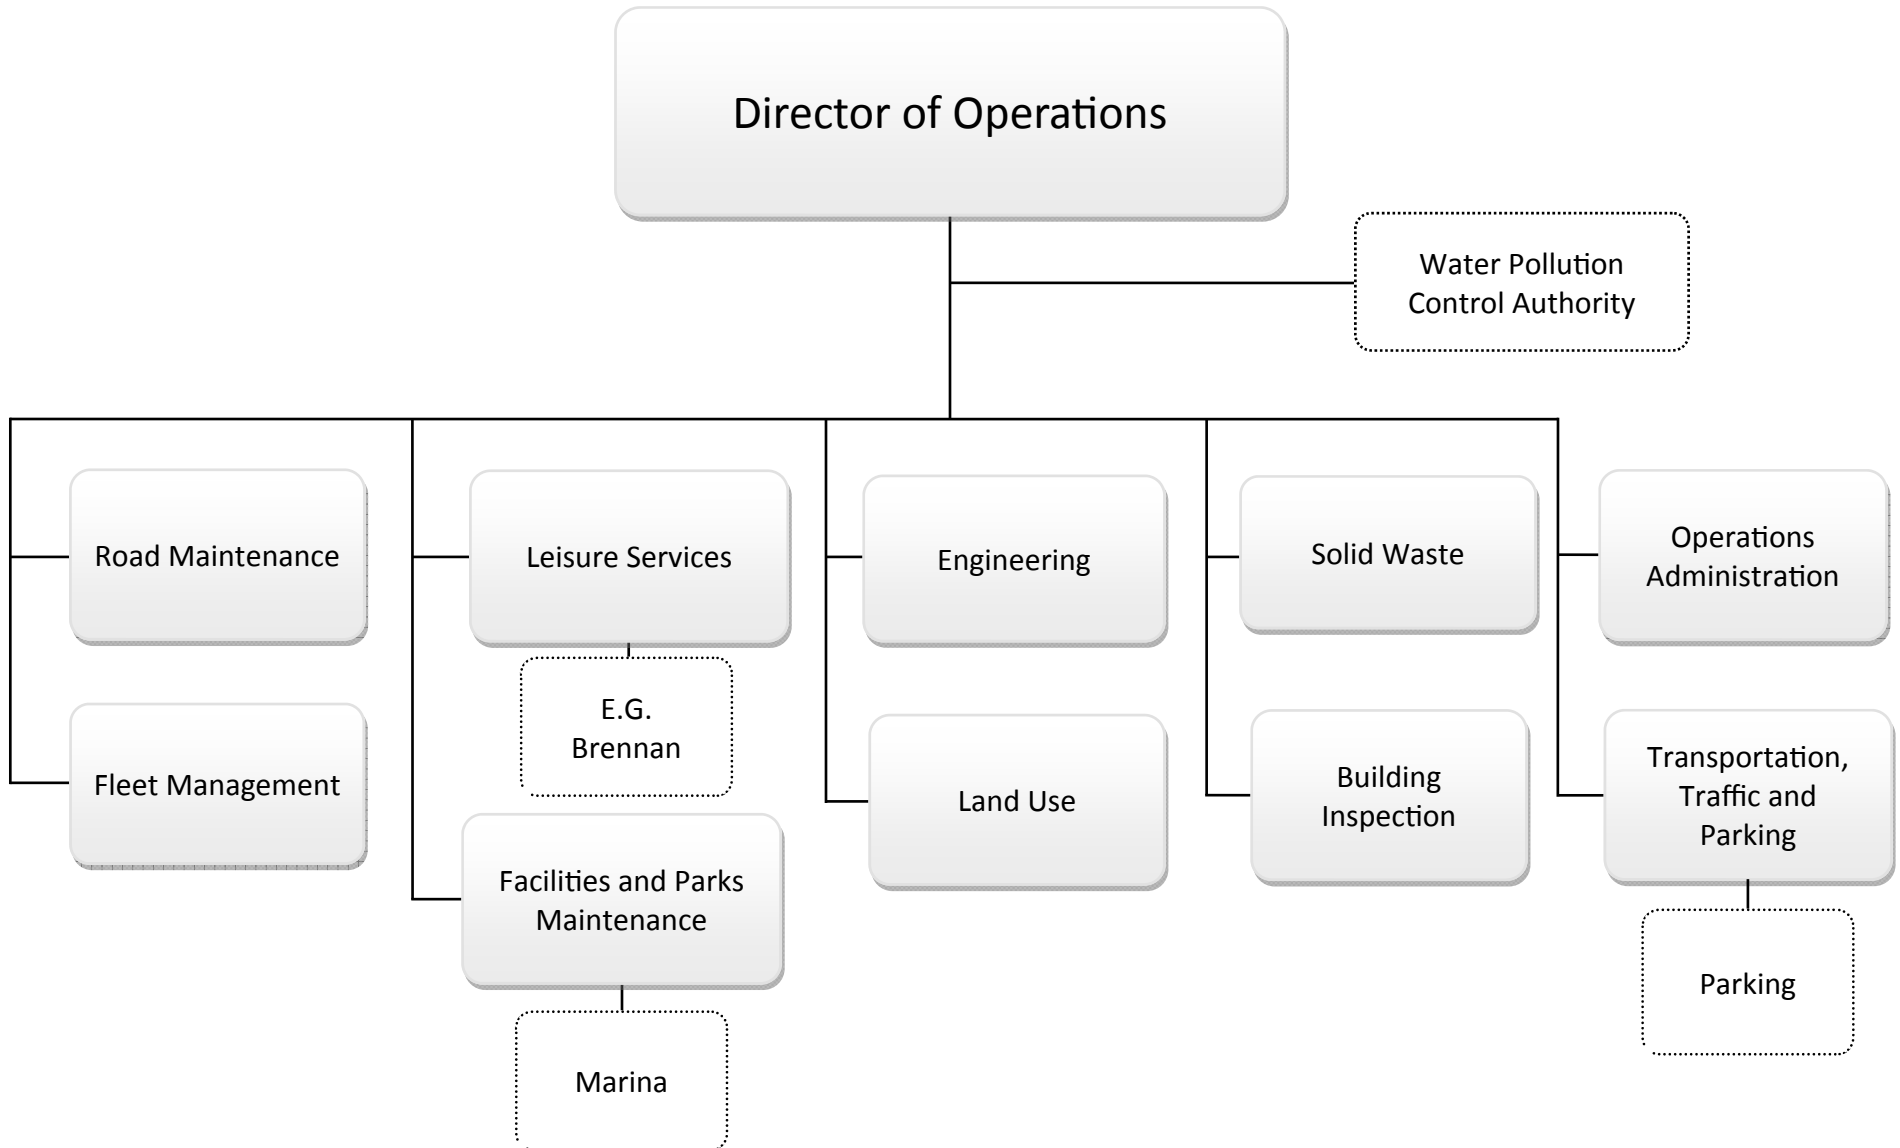 Director of Operations
Water Pollution
Control Authority
Road Maintenance
Leisure Services
Engineering
Solid Waste
Operations
Administration
E.G.
Brennan
Fleet Management
Land Use
Building
Inspection
Transportation,
Traffic and
Parking
Facilities and Parks
Maintenance
Parking
Marina